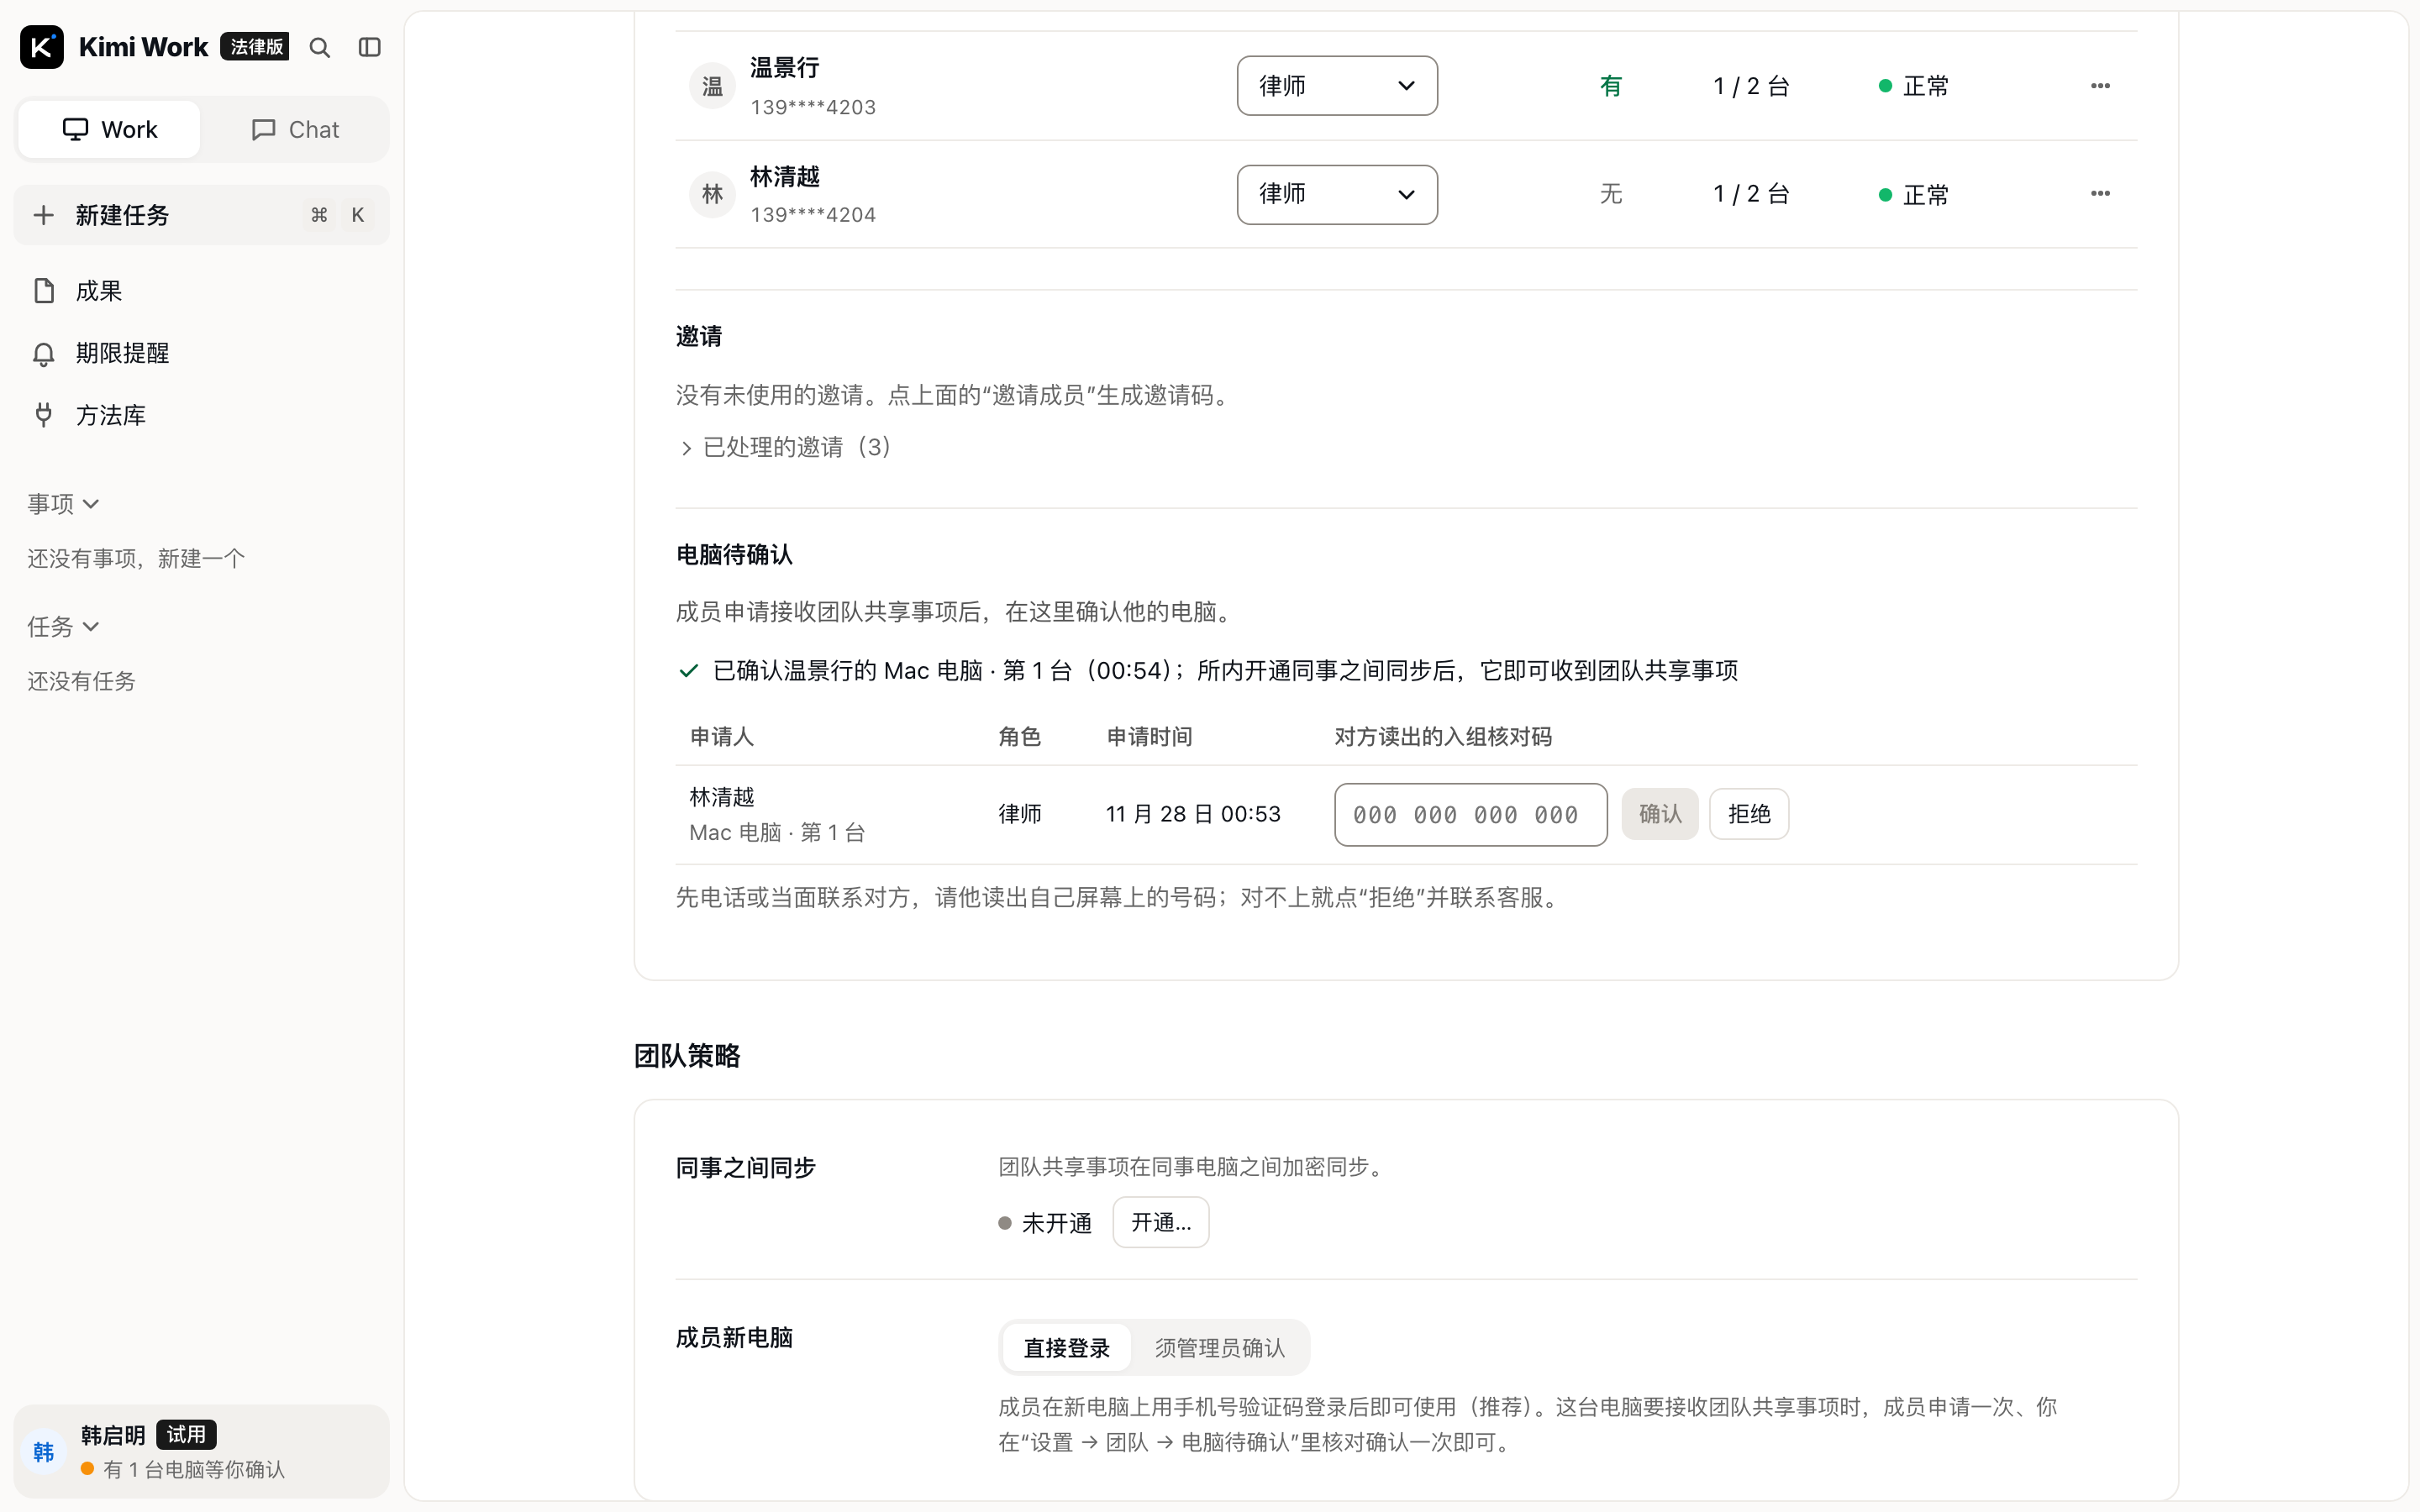 Kimi Work 法律版
Work
Chat
新建任务 ⌘ K
成果
期限提醒
方法库
事项
还没有事项，新建一个
任务
还没有任务
韩
韩启明 试用
有 1 台电脑等你确认
温
温景行
139****4203
律师
有
1 / 2 台
正常
林
林清越
139****4204
律师
无
1 / 2 台
正常
邀请
没有未使用的邀请。点上面的“邀请成员”生成邀请码。
已处理的邀请（3）
电脑待确认
成员申请接收团队共享事项后，在这里确认他的电脑。
已确认温景行的 Mac 电脑 · 第 1 台（00:54）；所内开通同事之间同步后，它即可收到团队共享事项
申请人 角色 申请时间 对方读出的入组核对码
林清越
Mac 电脑 · 第 1 台
律师
11 月 28 日 00:53
000 000 000 000
确认
拒绝
先电话或当面联系对方，请他读出自己屏幕上的号码；对不上就点“拒绝”并联系客服。
团队策略
同事之间同步
团队共享事项在同事电脑之间加密同步。
未开通
开通...
成员新电脑
直接登录
须管理员确认
成员在新电脑上用手机号验证码登录后即可使用（推荐）。这台电脑要接收团队共享事项时，成员申请一次、你
在“设置 → 团队 → 电脑待确认”里核对确认一次即可。